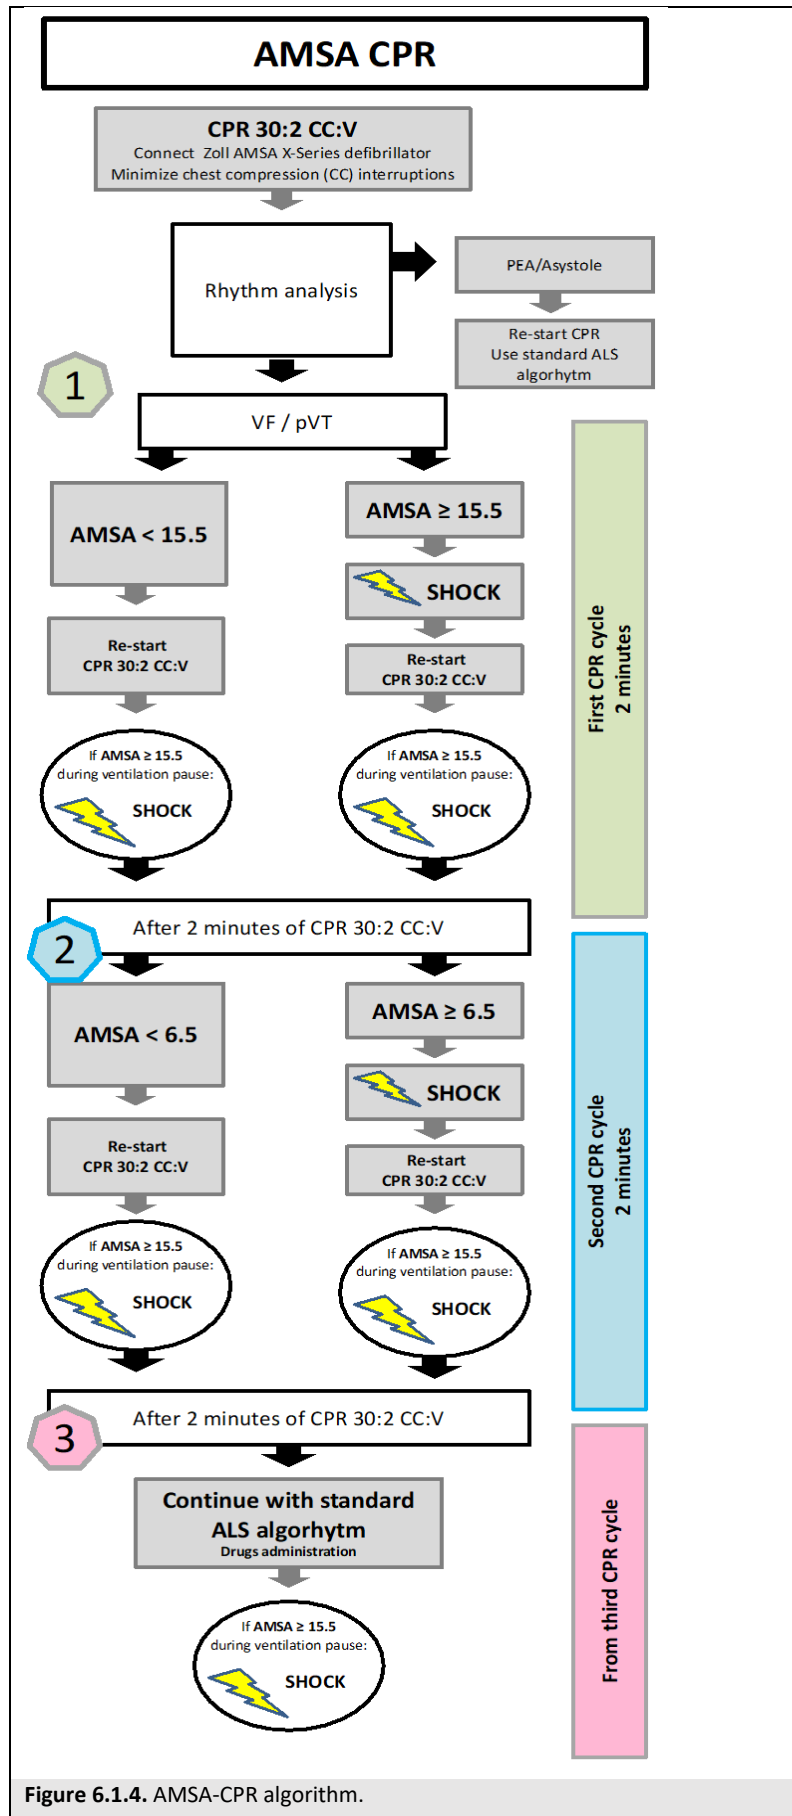 AMSA CPR
CPR 30:2 CC:V
Connect Zoll AMSA X-Series defibrillator
Minimize chest compression (CC) interruptions
Rhythm analysis
PEA/Asystole
Re-start CPR
Use standard ALS
algorhytm
1
VF / pVT
AMSA < 15.5
Re-start
CPR 30:2 CC:V
If AMSA ≥ 15.5
during ventilation pause:
SHOCK
AMSA ≥ 15.5
SHOCK
Re-start
CPR 30:2 CC:V
If AMSA ≥ 15.5
during ventilation pause:
SHOCK
First CPR cycle
2 minutes
After 2 minutes of CPR 30:2 CC:V
2
AMSA < 6.5
Re-start
CPR 30:2 CC:V
If AMSA ≥ 15.5
during ventilation pause:
SHOCK
AMSA ≥ 6.5
SHOCK
Re-start
CPR 30:2 CC:V
If AMSA ≥ 15.5
during ventilation pause:
SHOCK
Second CPR cycle
2 minutes
After 2 minutes of CPR 30:2 CC:V
3
Continue with standard
ALS algorhytm
Drugs administration
If AMSA ≥ 15.5
during ventilation pause:
SHOCK
From third CPR cycle
Figure 6.1.4. AMSA-CPR algorithm.